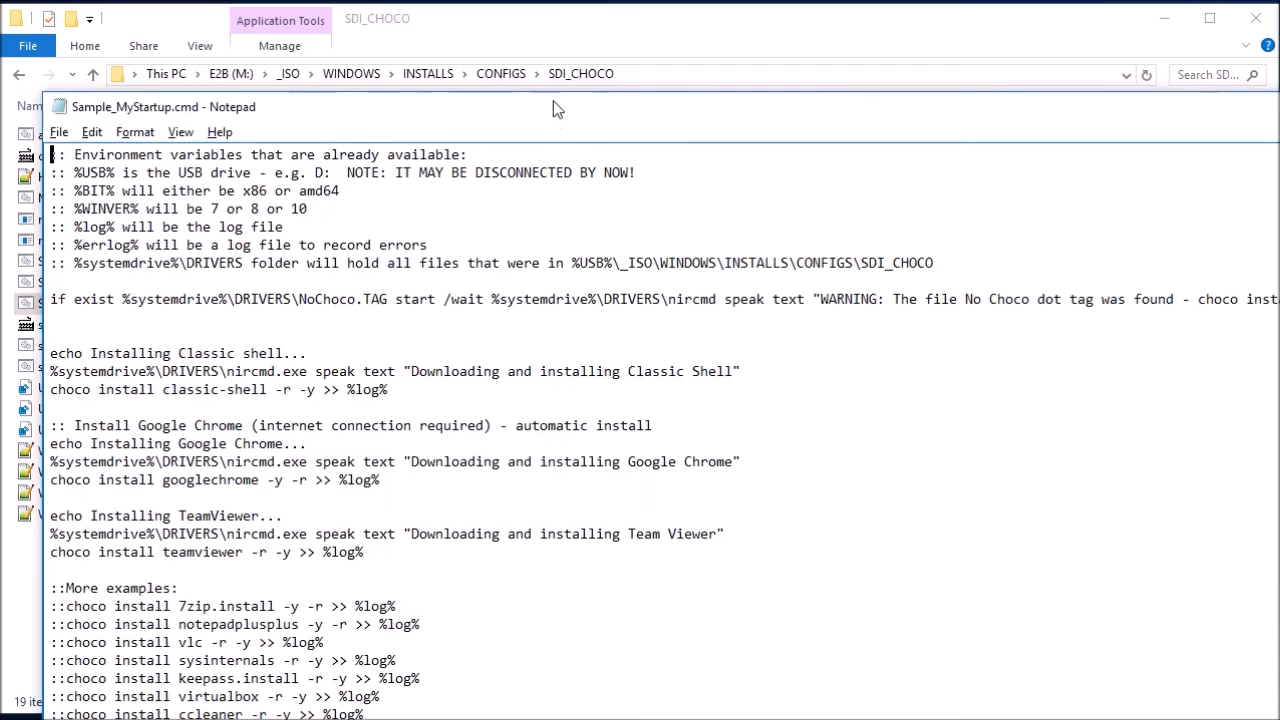 Application Tools
SDI_CHOCO
File
Home
Share
View
Manage
This PC
E2B (M:)
_ISO
WINDOWS
INSTALLS
CONFIGS
SDI_CHOCO
Search SD...
Sample_MyStartup.cmd - Notepad
File Edit Format View Help
:: Environment variables that are already available:
:: %USB% is the USB drive - e.g. D:  NOTE: IT MAY BE DISCONNECTED BY NOW!
:: %BIT% will either be x86 or amd64
:: %WINVER% will be 7 or 8 or 10
:: %log% will be the log file
:: %errlog% will be a log file to record errors
:: %systemdrive%\DRIVERS folder will hold all files that were in %USB%\_ISO\WINDOWS\INSTALLS\CONFIGS\SDI_CHOCO
if exist %systemdrive%\DRIVERS\NoChoco.TAG start /wait %systemdrive%\DRIVERS\nircmd speak text "WARNING: The file No Choco dot tag was found - choco inst
echo Installing Classic shell...
%systemdrive%\DRIVERS\nircmd.exe speak text "Downloading and installing Classic Shell"
choco install classic-shell -r -y >> %log%
:: Install Google Chrome (internet connection required) - automatic install
echo Installing Google Chrome...
%systemdrive%\DRIVERS\nircmd.exe speak text "Downloading and installing Google Chrome"
choco install googlechrome -y -r >> %log%
echo Installing TeamViewer...
%systemdrive%\DRIVERS\nircmd.exe speak text "Downloading and installing Team Viewer"
choco install teamviewer -r -y >> %log%
::More examples:
::choco install 7zip.install -y -r >> %log%
::choco install notepadplusplus -y -r >> %log%
::choco install vlc -r -y >> %log%
::choco install sysinternals -r -y >> %log%
::choco install keepass.install -r -y >> %log%
::choco install virtualbox -r -y >> %log%
::choco install ccleaner -r -y >> %log%
Nam
19 ite